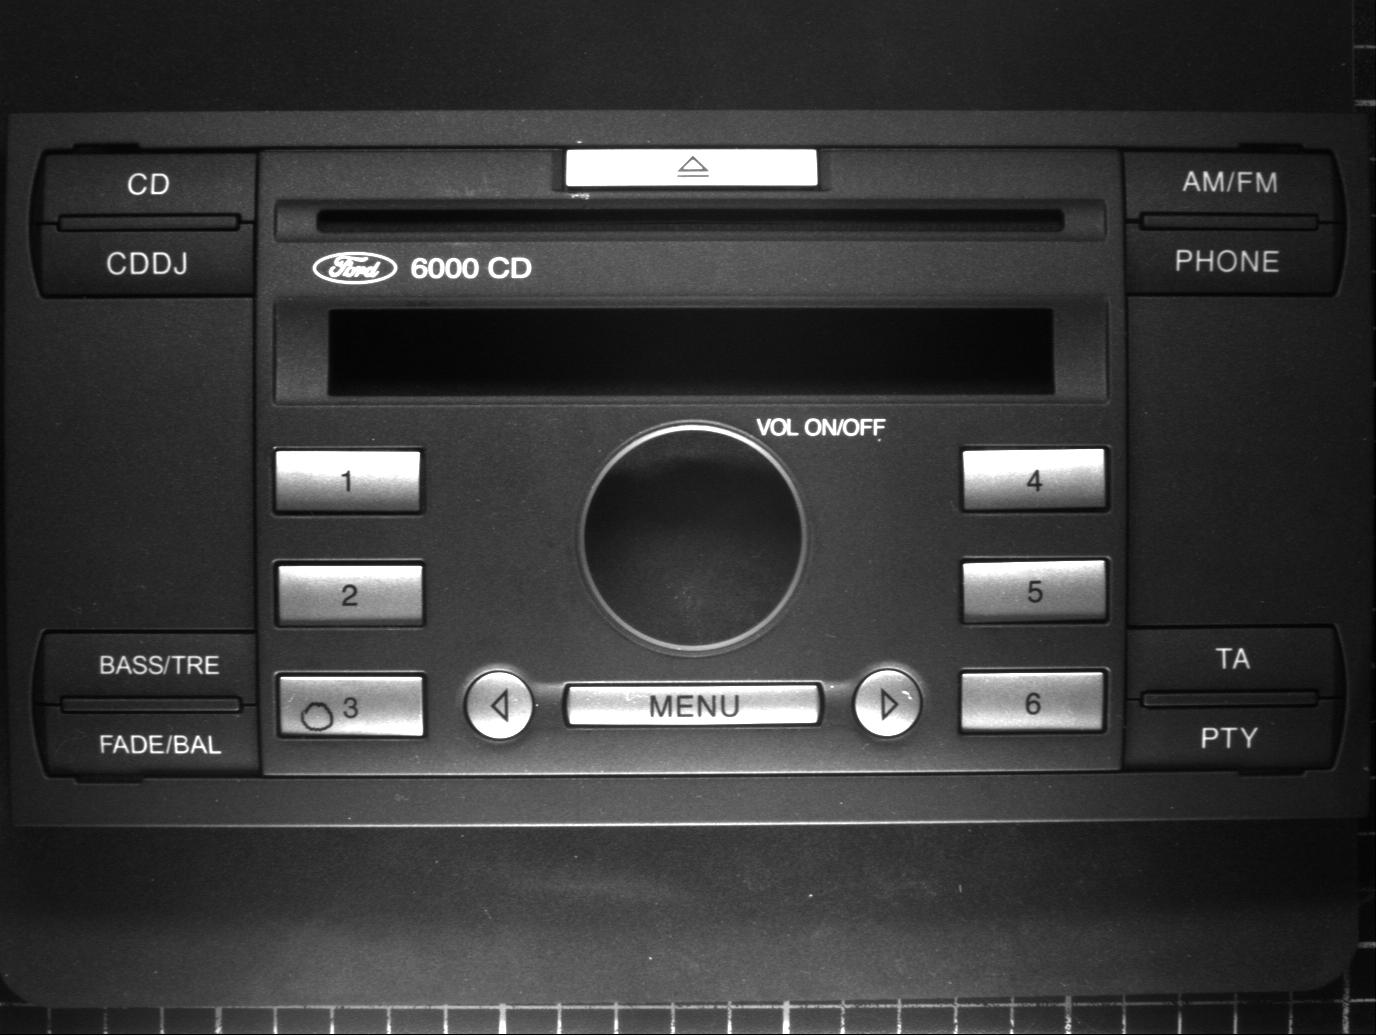 CD
AM/FM
CDDJ
PHONE
Ford 6000 CD
VOL ON/OFF
1
4
2
5
BASS/TRE
TA
3
MENU
6
FADE/BAL
PTY